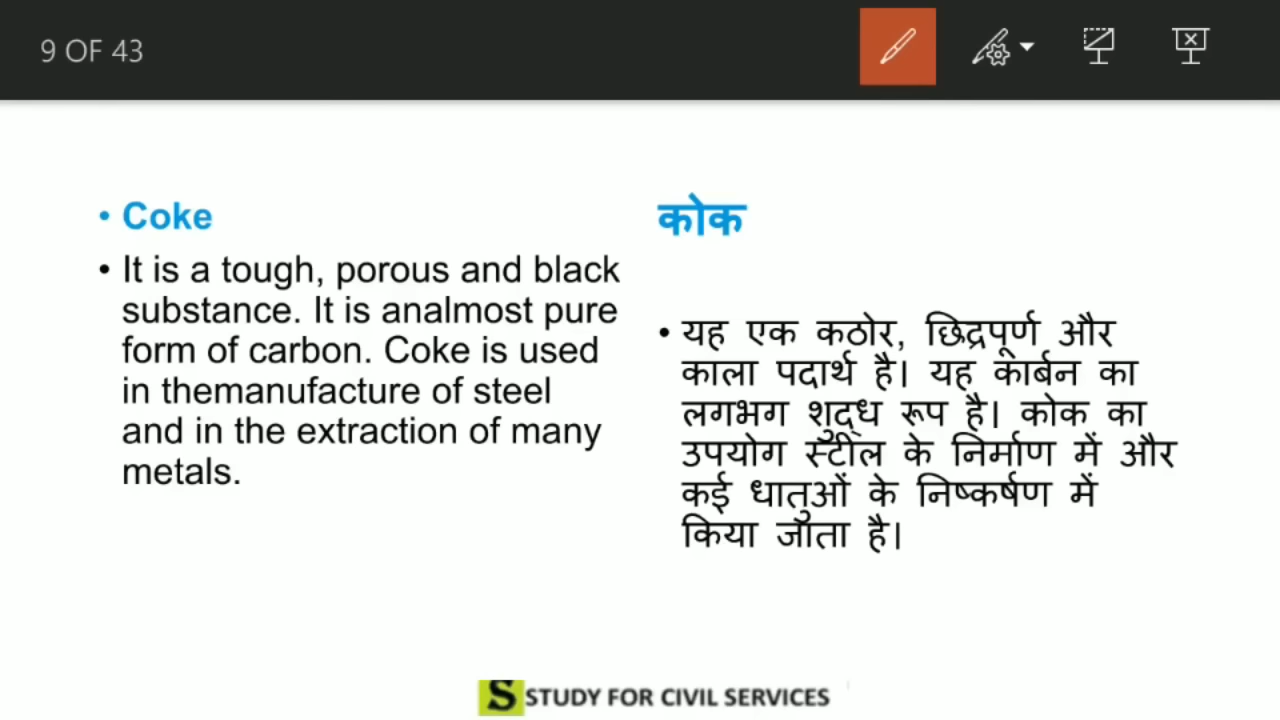 9 OF 43
• Coke
• It is a tough, porous and black
substance. It is analmost pure
form of carbon. Coke is used
in themanufacture of steel
and in the extraction of many
metals.
कोक
• यह एक कठोर, छिद्रपूर्ण और
काला पदार्थ है। यह कार्बन का
लगभग शुद्ध रूप है। कोक का
उपयोग स्टील के निर्माण में और
कई धातुओं के निष्कर्षण में
किया जाता है।
S STUDY FOR CIVIL SERVICES